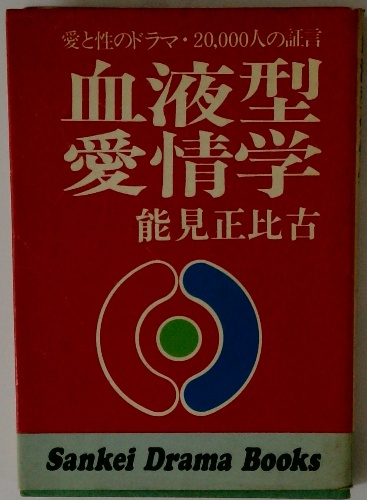 愛と性のドラマ・20,000人の証言
血液型
愛情学
能見正比古
Sankei Drama Books